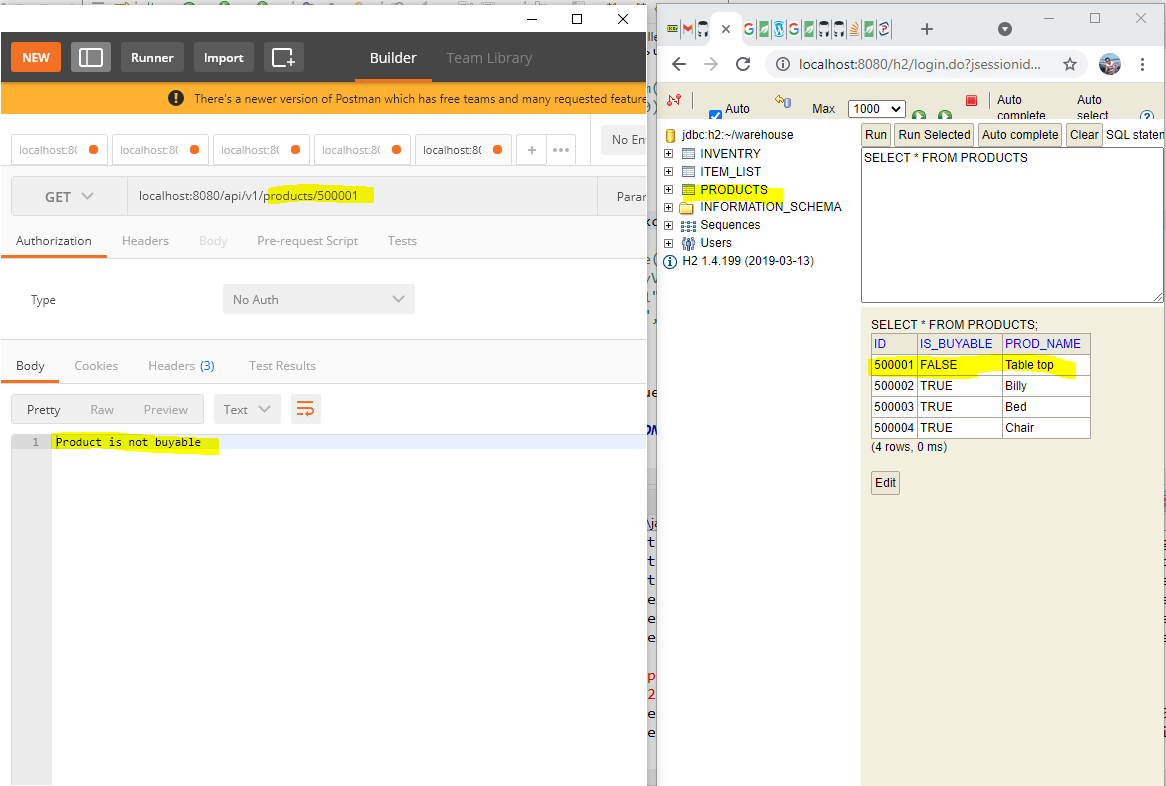 NEW
Runner
Import
Builder
Team Library
There's a newer version of Postman which has free teams and many requested feature
localhost:80
localhost:80
localhost:80
localhost:80
localhost:80
No En
GET
localhost:8080/api/v1/products/500001
Param
Authorization
Headers
Body
Pre-request Script
Tests
Type
No Auth
Body
Cookies
Headers (3)
Test Results
Pretty
Raw
Preview
Text
1
Product is not buyable
localhost:8080/h2/login.do?jsessionid...
Auto
Max
1000
Auto complete
Auto select
jdbc:h2:~/warehouse
INVENTRY
ITEM_LIST
PRODUCTS
INFORMATION_SCHEMA
Sequences
Users
H2 1.4.199 (2019-03-13)
Run
Run Selected
Auto complete
Clear
SQL statem
SELECT * FROM PRODUCTS
SELECT * FROM PRODUCTS;
ID IS_BUYABLE PROD_NAME
500001 FALSE Table top
500002 TRUE Billy
500003 TRUE Bed
500004 TRUE Chair
(4 rows, 0 ms)
Edit